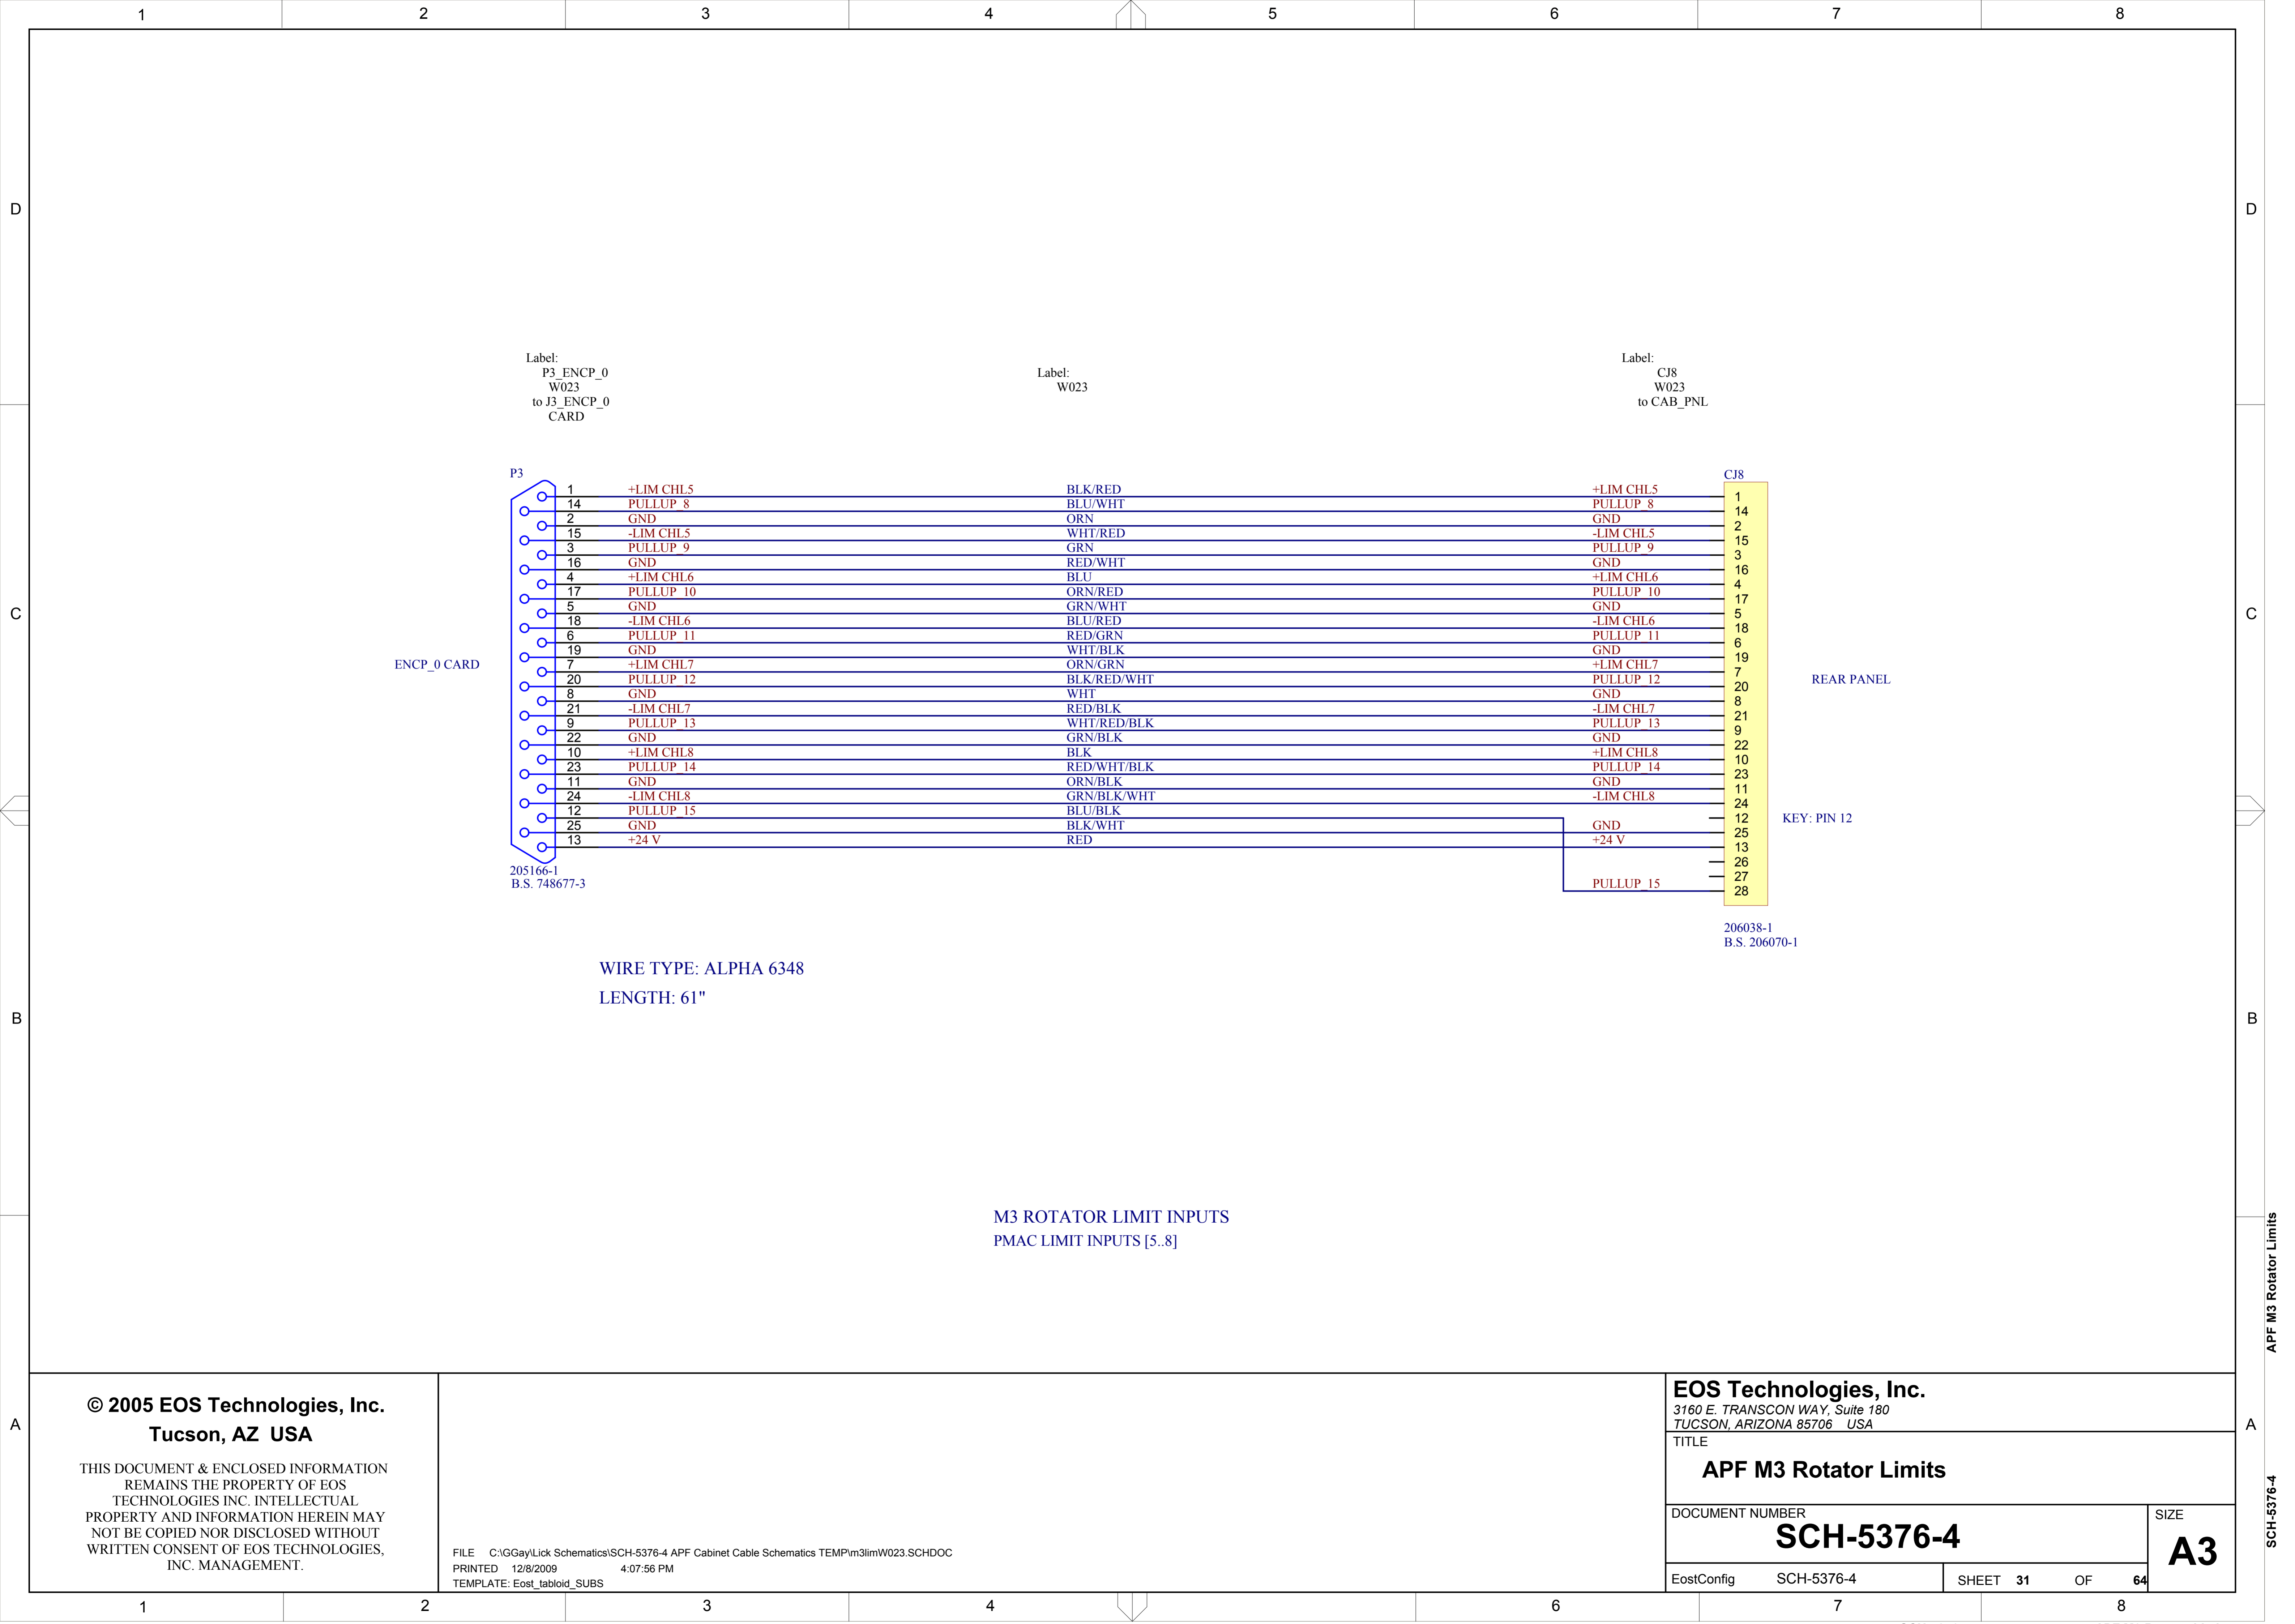 1 2 3 4 5 6 7 8
D D
Label:
P3_ENCP_0
W023
to J3_ENCP_0
CARD
Label:
W023
Label:
CJ8
W023
to CAB_PNL
P3 CJ8
1 +LIM CHL5 BLK/RED +LIM CHL5 1
14 PULLUP_8 BLU/WHT PULLUP_8 14
2 GND ORN GND 2
15 -LIM CHL5 WHT/RED -LIM CHL5 15
3 PULLUP_9 GRN PULLUP_9 3
16 GND RED/WHT GND 16
4 +LIM CHL6 BLU +LIM CHL6 4
17 PULLUP_10 ORN/RED PULLUP_10 17
C 5 GND GRN/WHT GND 5 C
18 -LIM CHL6 BLU/RED -LIM CHL6 18
6 PULLUP_11 RED/GRN PULLUP_11 6
19 GND WHT/BLK GND 19
ENCP_0 CARD
7 +LIM CHL7 ORN/GRN +LIM CHL7 7
20 PULLUP_12 BLK/RED/WHT PULLUP_12 20
REAR PANEL
8 GND WHT GND 8
21 -LIM CHL7 RED/BLK -LIM CHL7 21
9 PULLUP_13 WHT/RED/BLK PULLUP_13 9
22 GND GRN/BLK GND 22
10 +LIM CHL8 BLK +LIM CHL8 10
23 PULLUP_14 RED/WHT/BLK PULLUP_14 23
11 GND ORN/BLK GND 11
24 -LIM CHL8 GRN/BLK/WHT -LIM CHL8 24
12 PULLUP_15 BLU/BLK 12 KEY: PIN 12
25 GND BLK/WHT GND 25
13 +24 V RED +24 V 13
26
27
PULLUP_15 28
205166-1
B.S. 748677-3
206038-1
B.S. 206070-1
WIRE TYPE: ALPHA 6348
LENGTH: 61"
B B
M3 ROTATOR LIMIT INPUTS
PMAC LIMIT INPUTS [5..8]
APF M3 Rotator Limits
SCH-5376-4
A A
© 2005 EOS Technologies, Inc.
Tucson, AZ USA
THIS DOCUMENT & ENCLOSED INFORMATION
REMAINS THE PROPERTY OF EOS
TECHNOLOGIES INC. INTELLECTUAL
PROPERTY AND INFORMATION HEREIN MAY
NOT BE COPIED NOR DISCLOSED WITHOUT
WRITTEN CONSENT OF EOS TECHNOLOGIES,
INC. MANAGEMENT.
FILE C:\GGay\Lick Schematics\SCH-5376-4 APF Cabinet Cable Schematics TEMP\m3limW023.SCHDOC
PRINTED 12/8/2009 4:07:56 PM
TEMPLATE: Eost_tabloid_SUBS
EOS Technologies, Inc.
3160 E. TRANSCON WAY, Suite 180
TUCSON, ARIZONA 85706 USA
TITLE
APF M3 Rotator Limits
DOCUMENT NUMBER
SCH-5376-4
SIZE
A3
EostConfig SCH-5376-4
SHEET 31 OF 64
1 2 3 4 6 7 8